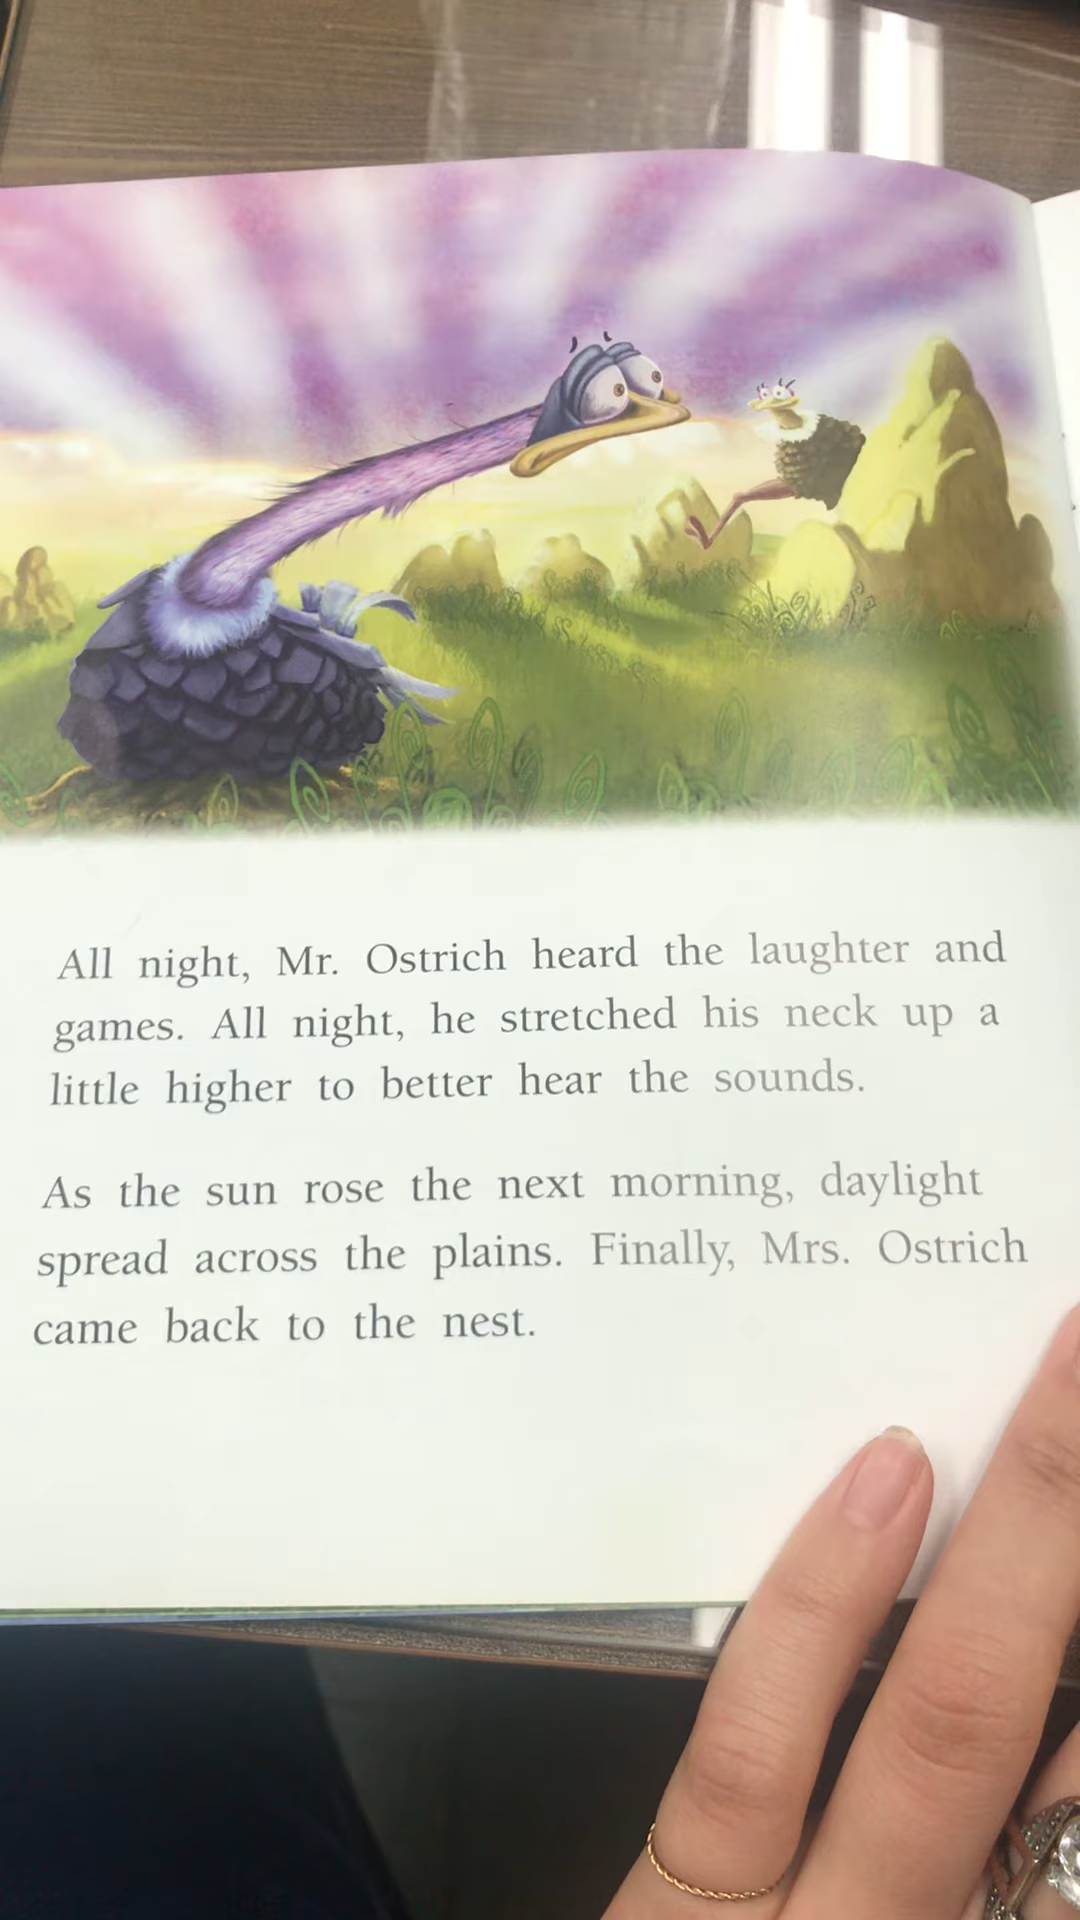 All night, Mr. Ostrich heard the laughter and
games. All night, he stretched his neck up a
little higher to better hear the sounds.
As the sun rose the next morning, daylight
spread across the plains. Finally, Mrs. Ostrich
came back to the nest.